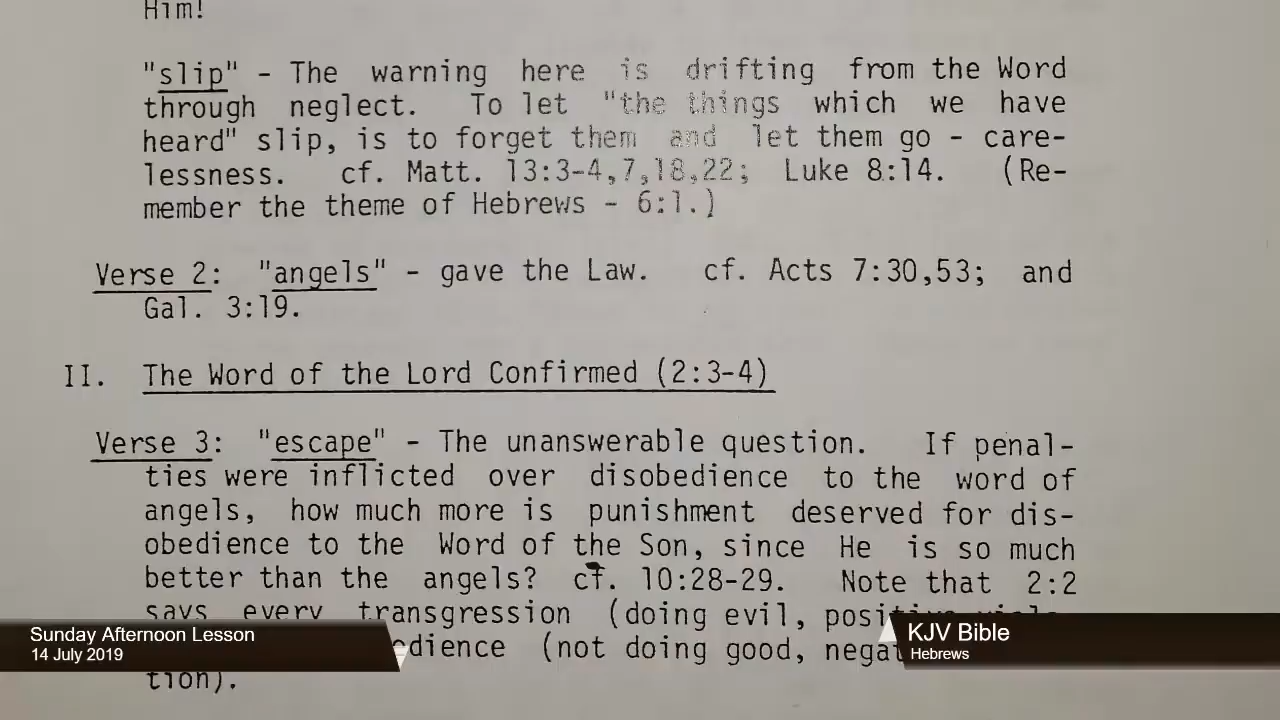 Him!
"slip" - The warning here is drifting from the Word
through neglect. To let "the things which we have
heard" slip, is to forget them and let them go - care-
lessness. cf. Matt. 13:3-4,7,18,22; Luke 8:14. (Re-
member the theme of Hebrews - 6:1.)
Verse 2: "angels" - gave the Law. cf. Acts 7:30,53; and
Gal. 3:19.
II. The Word of the Lord Confirmed (2:3-4)
Verse 3: "escape" - The unanswerable question. If penal-
ties were inflicted over disobedience to the word of
angels, how much more is punishment deserved for dis-
obedience to the Word of the Son, since He is so much
better than the angels? cf. 10:28-29. Note that 2:2
says every transgression (doing evil,
(not doing good,
tion).
Sunday Afternoon Lesson
14 July 2019
KJV Bible
Hebrews